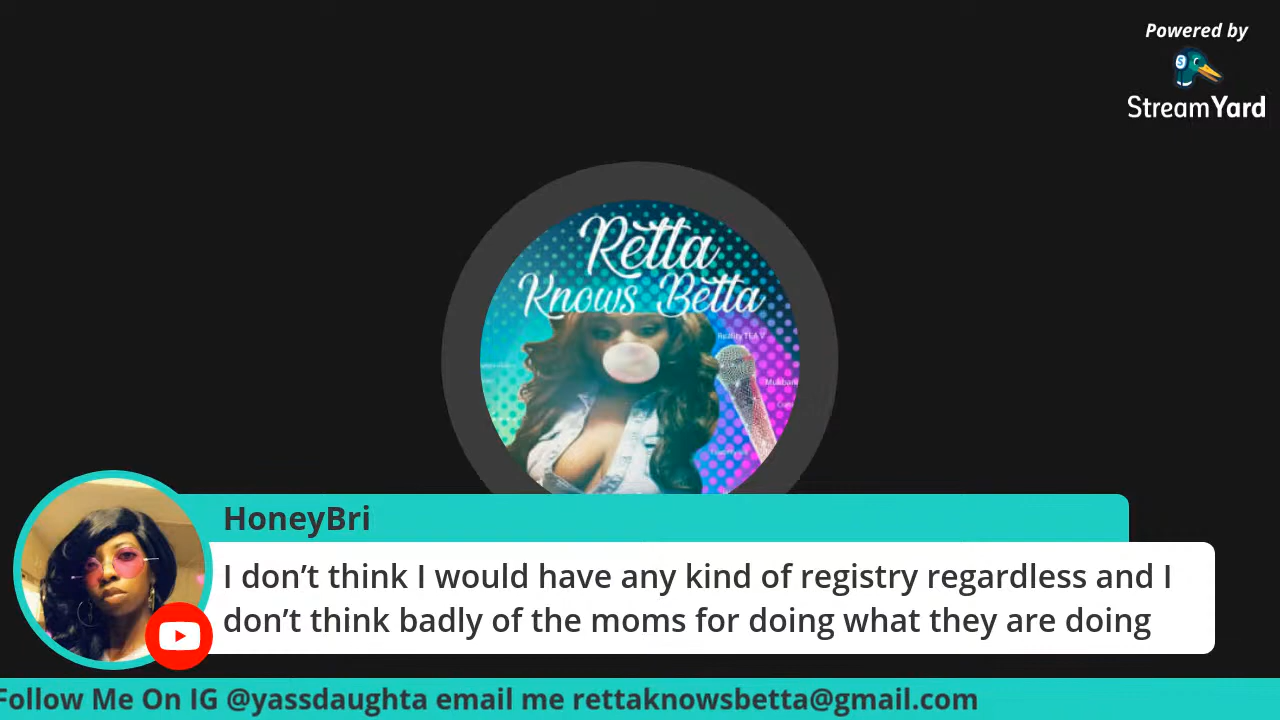 Powered by
StreamYard
Retta
Knows Betta
Reality TEA V
HoneyBri
I don’t think I would have any kind of registry regardless and I
don’t think badly of the moms for doing what they are doing
Follow Me On IG @yassdaughta email me rettaknowsbetta@gmail.com